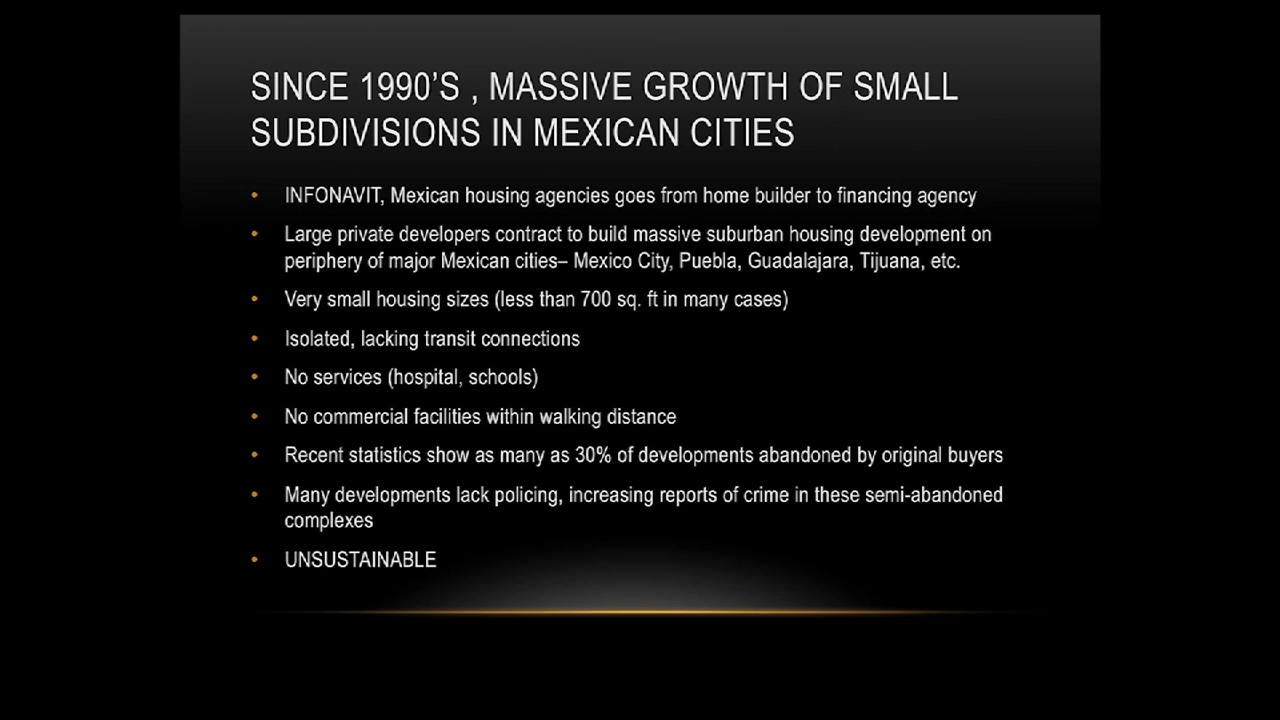 SINCE 1990'S , MASSIVE GROWTH OF SMALL
SUBDIVISIONS IN MEXICAN CITIES
• INFONAVIT, Mexican housing agencies goes from home builder to financing agency
• Large private developers contract to build massive suburban housing development on
periphery of major Mexican cities– Mexico City, Puebla, Guadalajara, Tijuana, etc.
• Very small housing sizes (less than 700 sq. ft in many cases)
• Isolated, lacking transit connections
• No services (hospital, schools)
• No commercial facilities within walking distance
• Recent statistics show as many as 30% of developments abandoned by original buyers
• Many developments lack policing, increasing reports of crime in these semi-abandoned
complexes
• UNSUSTAINABLE